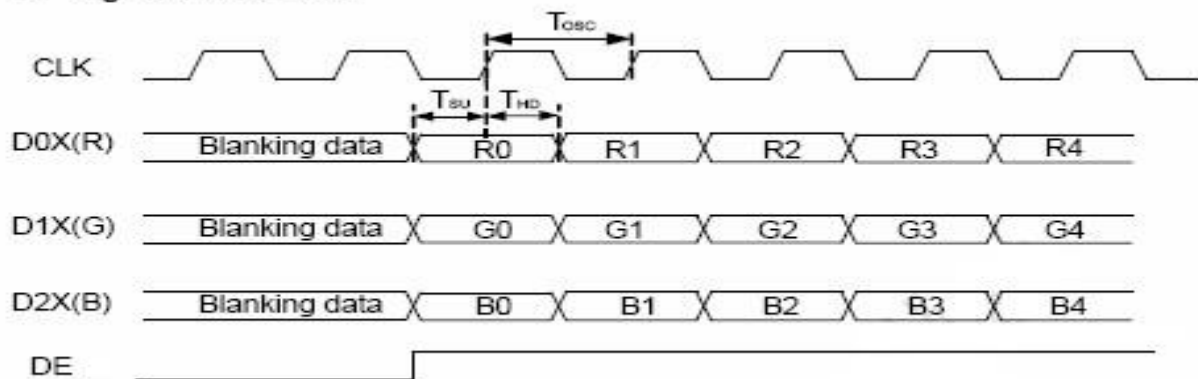 Tosc
CLK
TSU THD
D0X(R) Blanking data R0 R1 R2 R3 R4
D1X(G) Blanking data G0 G1 G2 G3 G4
D2X(B) Blanking data B0 B1 B2 B3 B4
DE